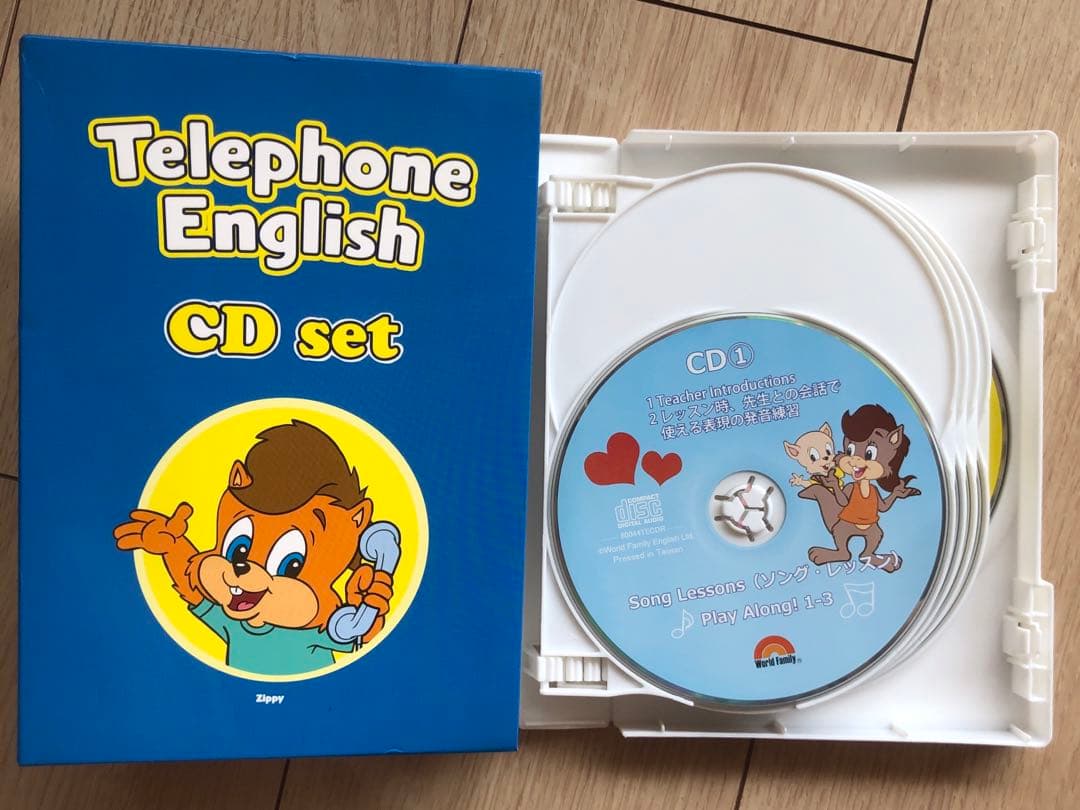 Telephone
English
CD set
Zippy
CD①
1 Teacher Introductions
2 レッスン時、先生との会話で
使える表現の発音練習
COMPACT
disc
DIGITAL AUDIO
80044TECDR
©World Family English Ltd.
Pressed in Taiwan
Song Lessons（ソング・レッスン）
Play Along! 1-3
World Family®